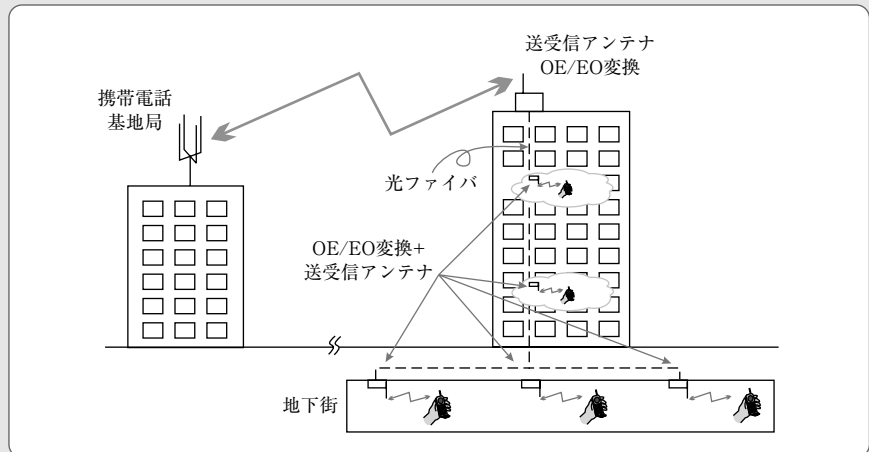 送受信アンテナ
OE/EO変換
携帯電話
基地局
光ファイバ
OE/EO変換+
送受信アンテナ
地下街